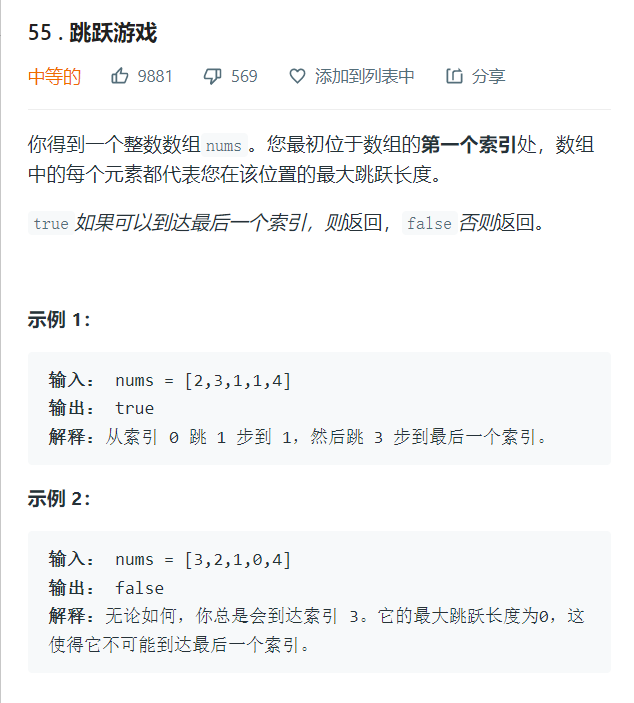 55 . 跳跃游戏
中等的 9881 569 添加到列表中 分享
你得到一个整数数组 nums 。您最初位于数组的第一个索引处，数组
中的每个元素都代表您在该位置的最大跳跃长度。
true 如果可以到达最后一个索引，则返回， false 否则返回。
示例 1：
输入： nums = [2,3,1,1,4]
输出： true
解释：从索引 0 跳 1 步到 1，然后跳 3 步到最后一个索引。
示例 2：
输入： nums = [3,2,1,0,4]
输出： false
解释：无论如何，你总是会到达索引 3。它的最大跳跃长度为0，这
使得它不可能到达最后一个索引。